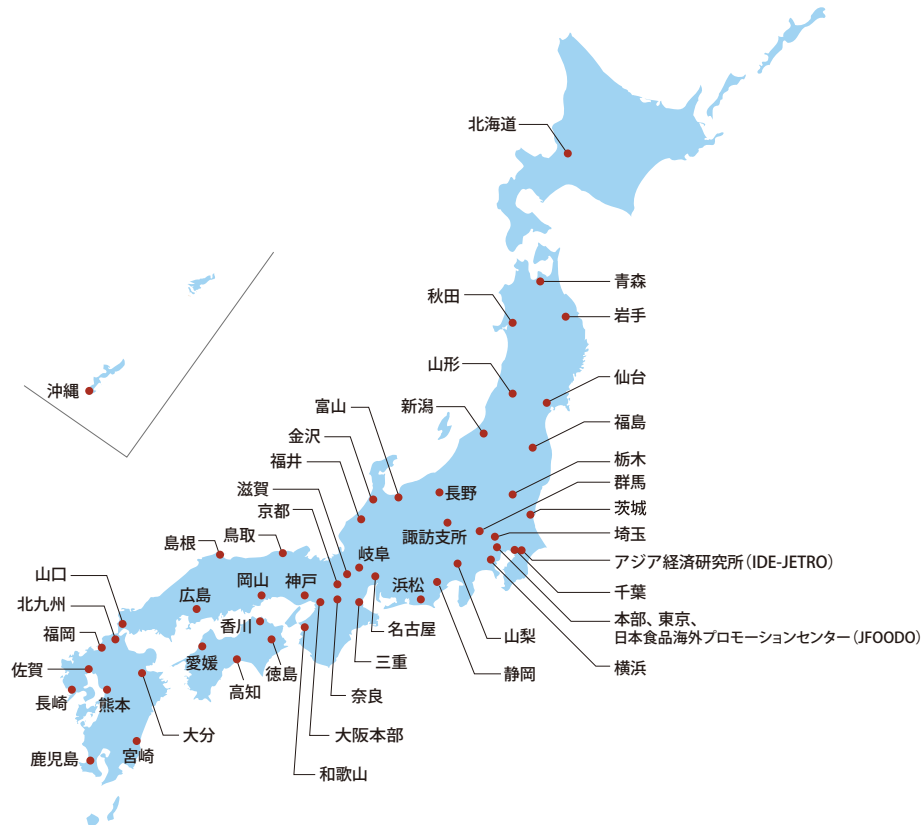 北海道
青森
秋田
岩手
山形
仙台
富山
新潟
沖縄
福島
金沢
福井
栃木
滋賀
長野
群馬
京都
茨城
諏訪支所
埼玉
鳥取
島根
岐阜
アジア経済研究所（IDE-JETRO）
山口
岡山
神戸
浜松
千葉
広島
北九州
本部、東京、
日本食品海外プロモーションセンター（JFOODO）
香川
名古屋
山梨
福岡
愛媛
徳島
三重
静岡
横浜
佐賀
高知
奈良
長崎
熊本
大分
大阪本部
宮崎
鹿児島
和歌山